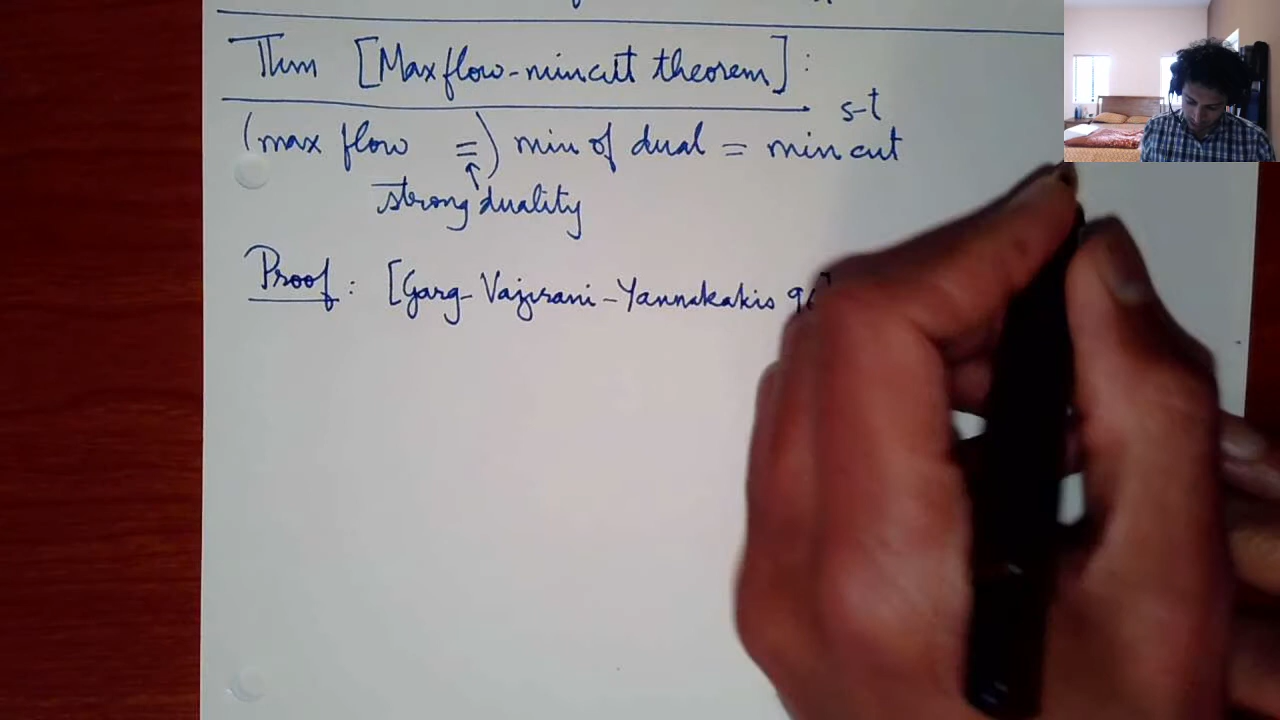 Thm [Maxflow-mincut theorem]:
s-t
(max flow =) min of dual = min cut
strong duality
Proof: [Garg-Vazirani-Yannakakis